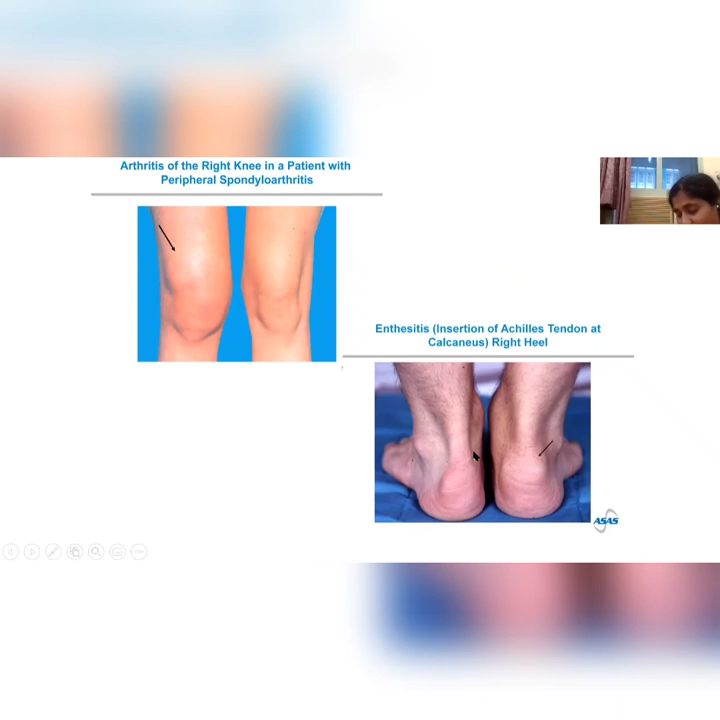 Arthritis of the Right Knee in a Patient with
Peripheral Spondyloarthritis
Enthesitis (Insertion of Achilles Tendon at
Calcaneus) Right Heel
ASAS